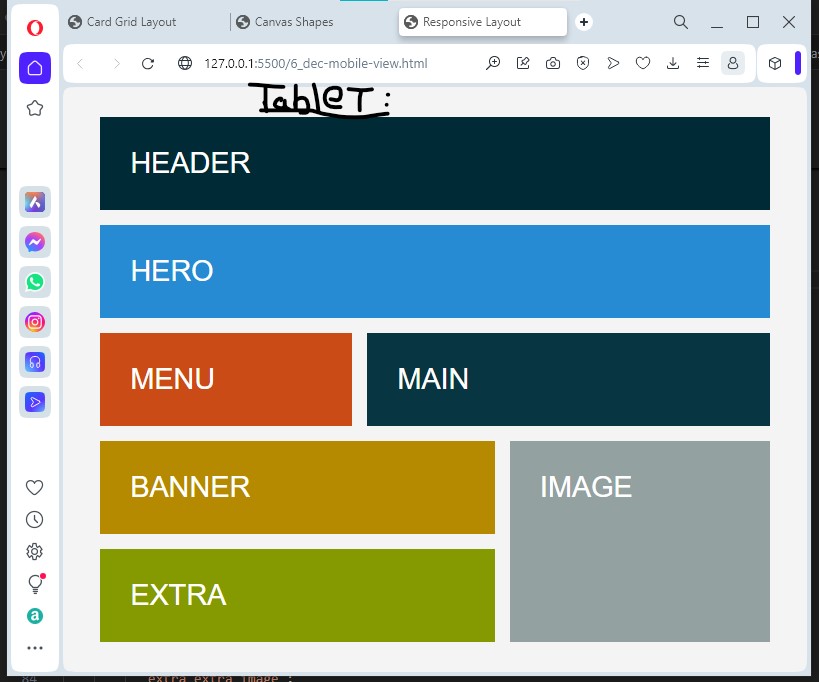 Card Grid Layout
Canvas Shapes
Responsive Layout
127.0.0.1:5500/6_dec-mobile-view.html
TableT:
HEADER
HERO
MENU
MAIN
BANNER
IMAGE
EXTRA
a
84
extra extra image';